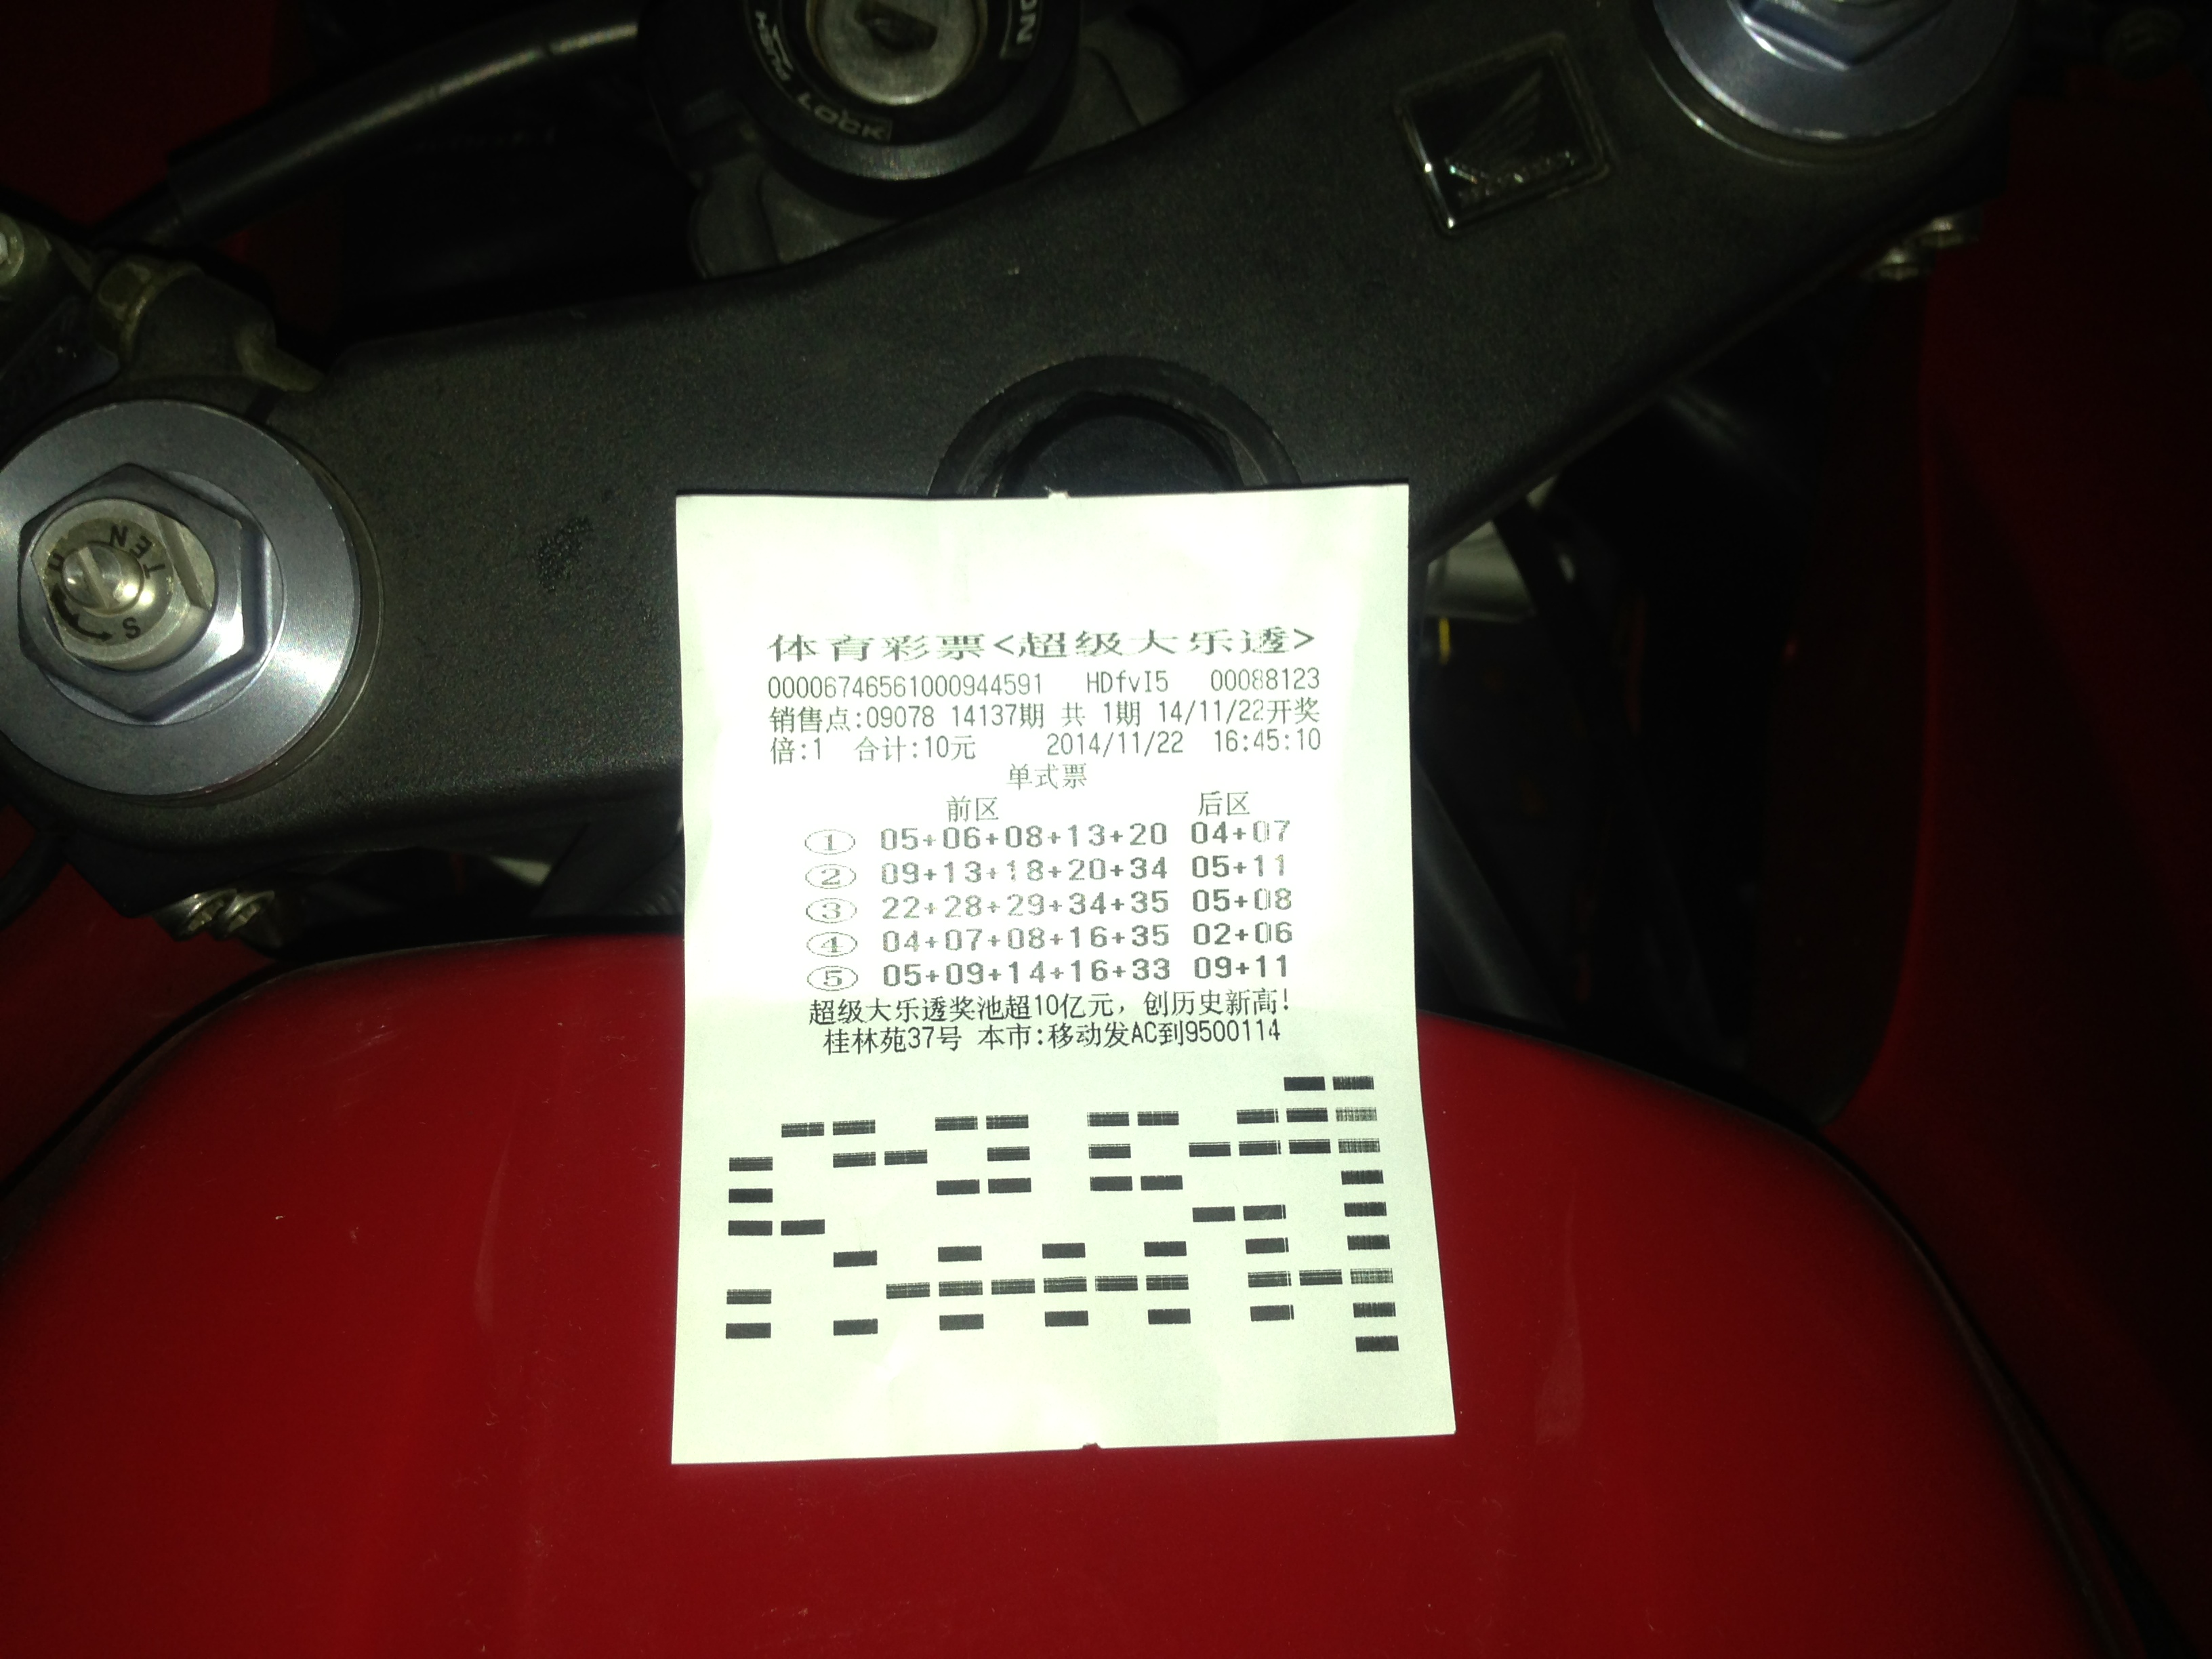 ON
PUSH
LOCK
HONDA
TEN
S
体育彩票<超级大乐透>
00006746561000944591 HDfvI5 00088123
销售点:09078 14137期 共 1期 14/11/22开奖
倍:1 合计:10元 2014/11/22 16:45:10
单式票
前区 后区
① 05+06+08+13+20 04+07
② 09+13+18+20+34 05+11
③ 22+28+29+34+35 05+08
④ 04+07+08+16+35 02+06
⑤ 05+09+14+16+33 09+11
超级大乐透奖池超10亿元，创历史新高!
桂林苑37号 本市:移动发AC到9500114